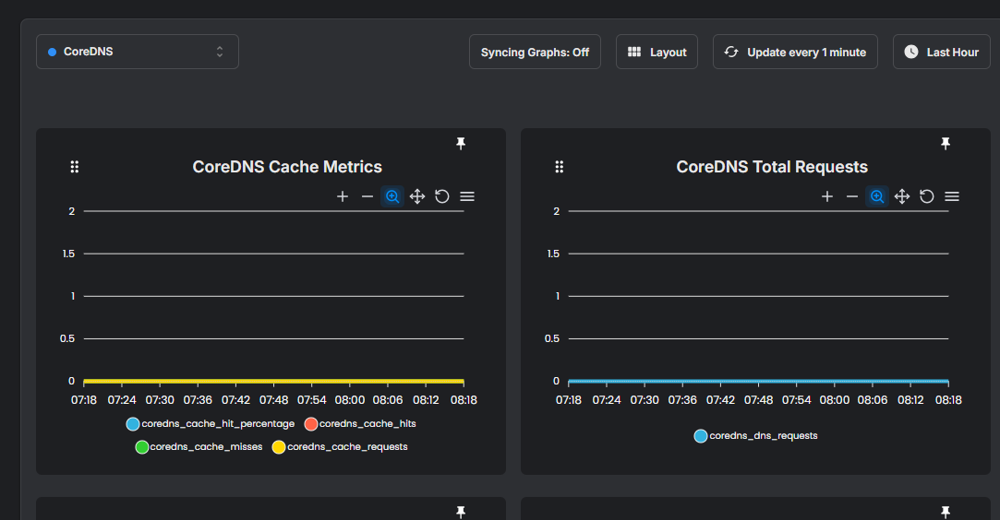 CoreDNS
Syncing Graphs: Off
Layout
Update every 1 minute
Last Hour
CoreDNS Cache Metrics
2
1.5
1
0.5
0
07:18 07:24 07:30 07:36 07:42 07:48 07:54 08:00 08:06 08:12 08:18
coredns_cache_hit_percentage coredns_cache_hits
coredns_cache_misses coredns_cache_requests
CoreDNS Total Requests
2
1.5
1
0.5
0
07:18 07:24 07:30 07:36 07:42 07:48 07:54 08:00 08:06 08:12 08:18
coredns_dns_requests